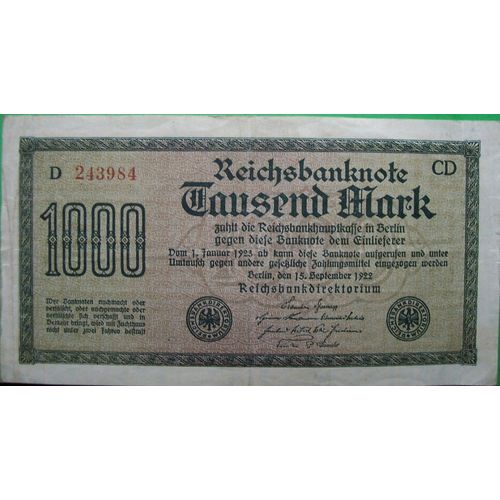 D 243984
CD
Reichsbanknote
Tausend Mark
1000
zahlt die Reichsbankhauptkasse in Berlin
gegen diese Banknote dem Einlieferer
Vom 1. Januar 1923 ab kann diese Banknote aufgerufen und unter
Umtausch gegen andere gesetzliche Zahlungsmittel eingezogen werden
Berlin, den 15. September 1922
Reichsbankdirektorium
Wer Banknoten nachmacht oder
verfälscht, oder nachgemachte oder
verfälschte sich verschafft und in
Verkehr bringt, wird mit Zuchthaus
nicht unter zwei Jahren bestraft